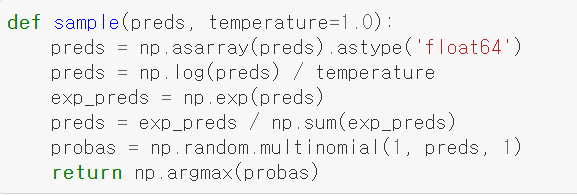 def sample(preds, temperature=1.0):
    preds = np.asarray(preds).astype('float64')
    preds = np.log(preds) / temperature
    exp_preds = np.exp(preds)
    preds = exp_preds / np.sum(exp_preds)
    probas = np.random.multinomial(1, preds, 1)
    return np.argmax(probas)